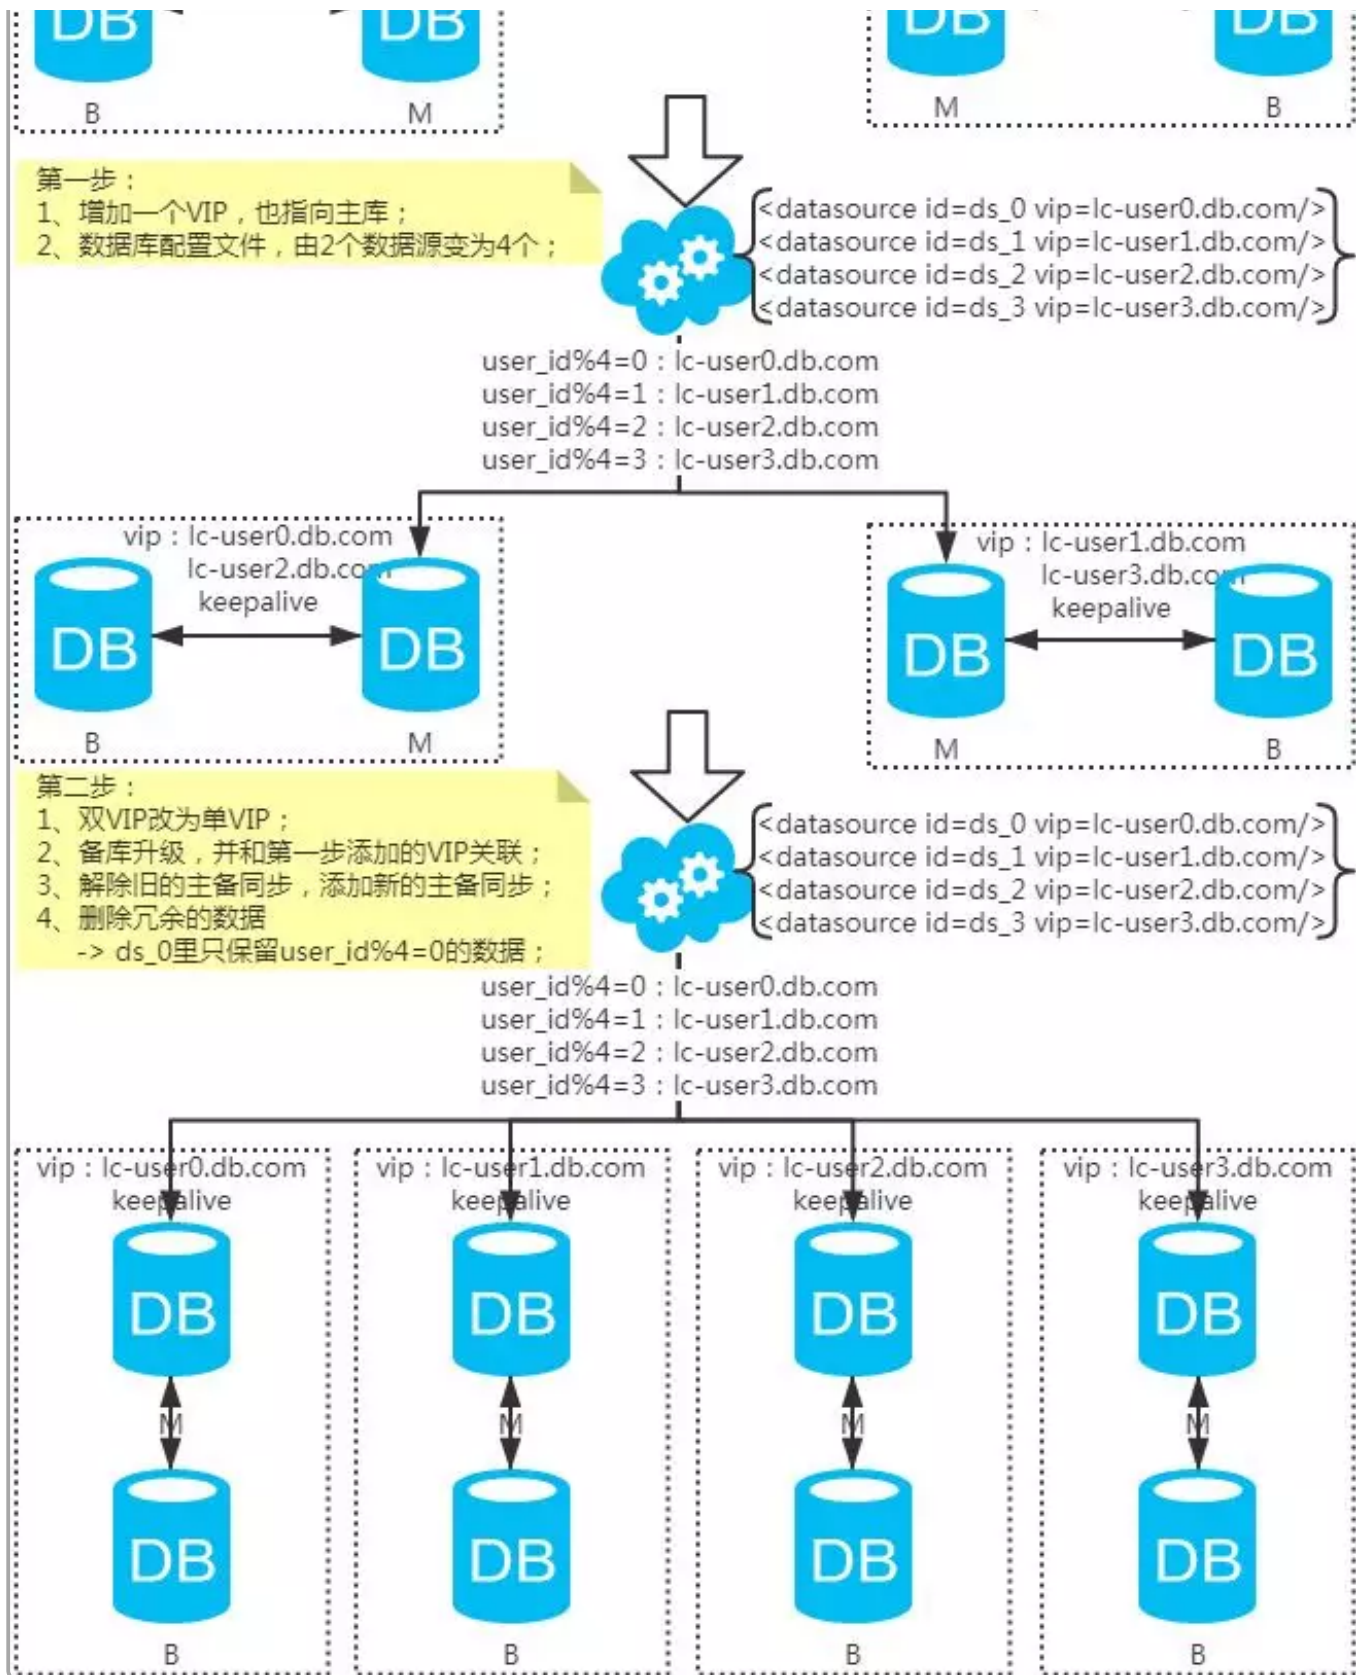 DB
DB
DB
DB
B
M
M
B
第一步：
1、增加一个VIP，也指向主库；
2、数据库配置文件，由2个数据源变为4个；
<datasource id=ds_0 vip=lc-user0.db.com/>
<datasource id=ds_1 vip=lc-user1.db.com/>
<datasource id=ds_2 vip=lc-user2.db.com/>
<datasource id=ds_3 vip=lc-user3.db.com/>
user_id%4=0：lc-user0.db.com
user_id%4=1：lc-user1.db.com
user_id%4=2：lc-user2.db.com
user_id%4=3：lc-user3.db.com
vip：lc-user0.db.com
lc-user2.db.com
keepalive
DB
DB
B
M
vip：lc-user1.db.com
lc-user3.db.com
keepalive
DB
DB
M
B
第二步：
1、双VIP改为单VIP；
2、备库升级，并和第一步添加的VIP关联；
3、解除旧的主备同步，添加新的主备同步；
4、删除冗余的数据
-> ds_0里只保留user_id%4=0的数据；
<datasource id=ds_0 vip=lc-user0.db.com/>
<datasource id=ds_1 vip=lc-user1.db.com/>
<datasource id=ds_2 vip=lc-user2.db.com/>
<datasource id=ds_3 vip=lc-user3.db.com/>
user_id%4=0：lc-user0.db.com
user_id%4=1：lc-user1.db.com
user_id%4=2：lc-user2.db.com
user_id%4=3：lc-user3.db.com
vip：lc-user0.db.com
keepalive
DB
M
DB
B
vip：lc-user1.db.com
keepalive
DB
M
DB
B
vip：lc-user2.db.com
keepalive
DB
M
DB
B
vip：lc-user3.db.com
keepalive
DB
M
DB
B